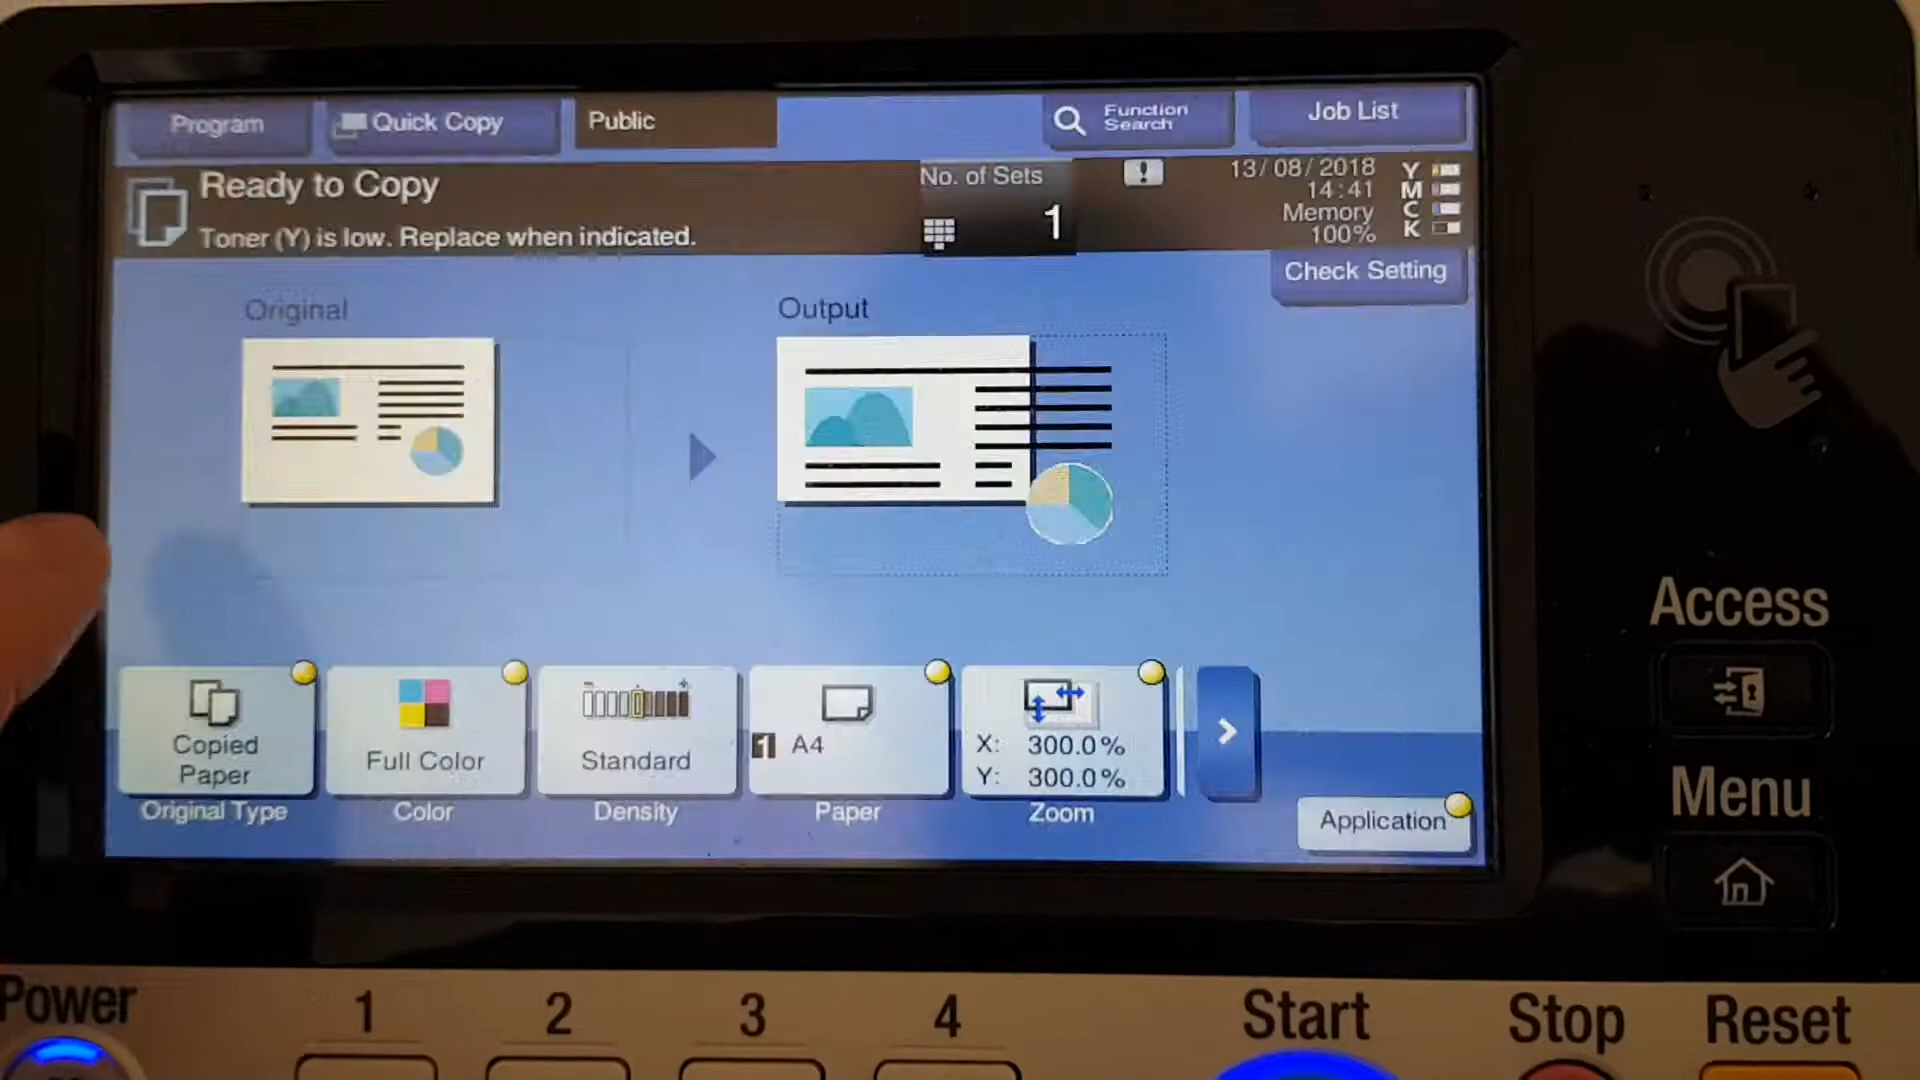 Program
Quick Copy
Public
Function
Search
Job List
Ready to Copy
Toner (Y) is low. Replace when indicated.
No. of Sets
1
!
13/08/2018
14:41
Memory
100%
Y
M
C
K
Check Setting
Original
Output
Copied
Paper
Original Type
Full Color
Color
Standard
Density
1 A4
Paper
X: 300.0%
Y: 300.0%
Zoom
Application
Access
Menu
Power
1
2
3
4
Start
Stop
Reset